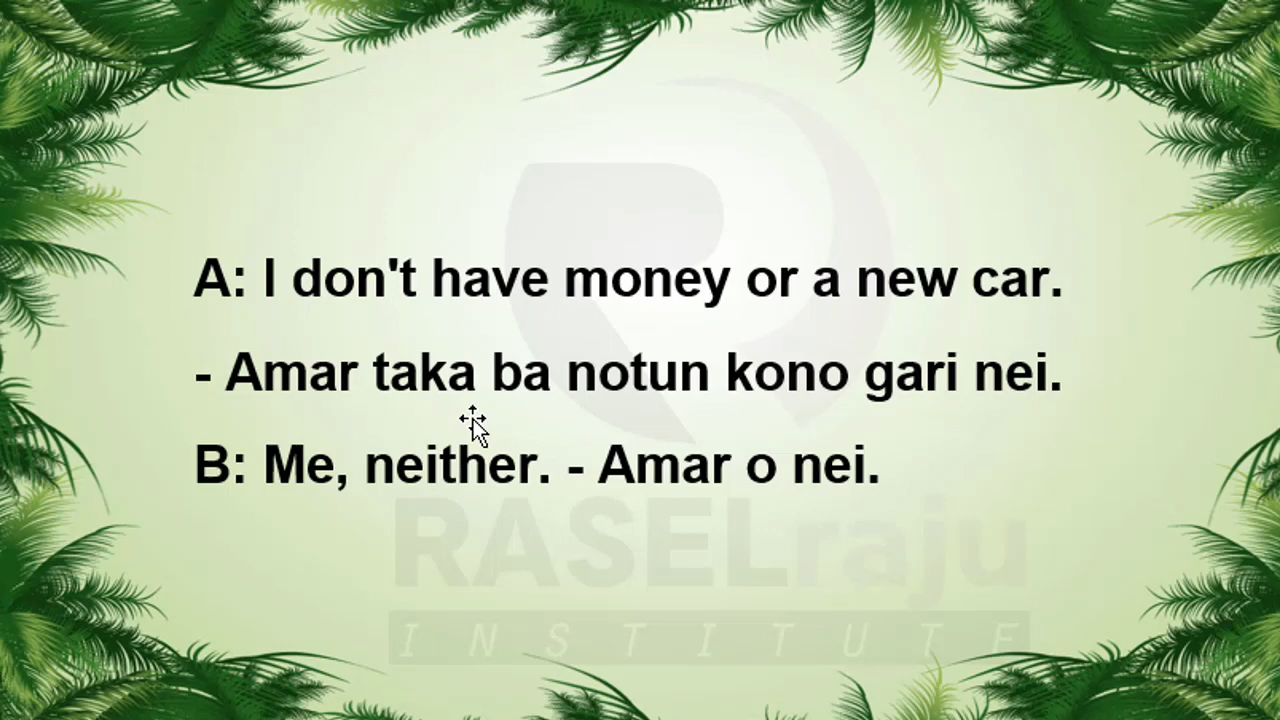 A: I don't have money or a new car.
- Amar taka ba notun kono gari nei.
B: Me, neither. - Amar o nei.
RASELraju
INSTITUTE